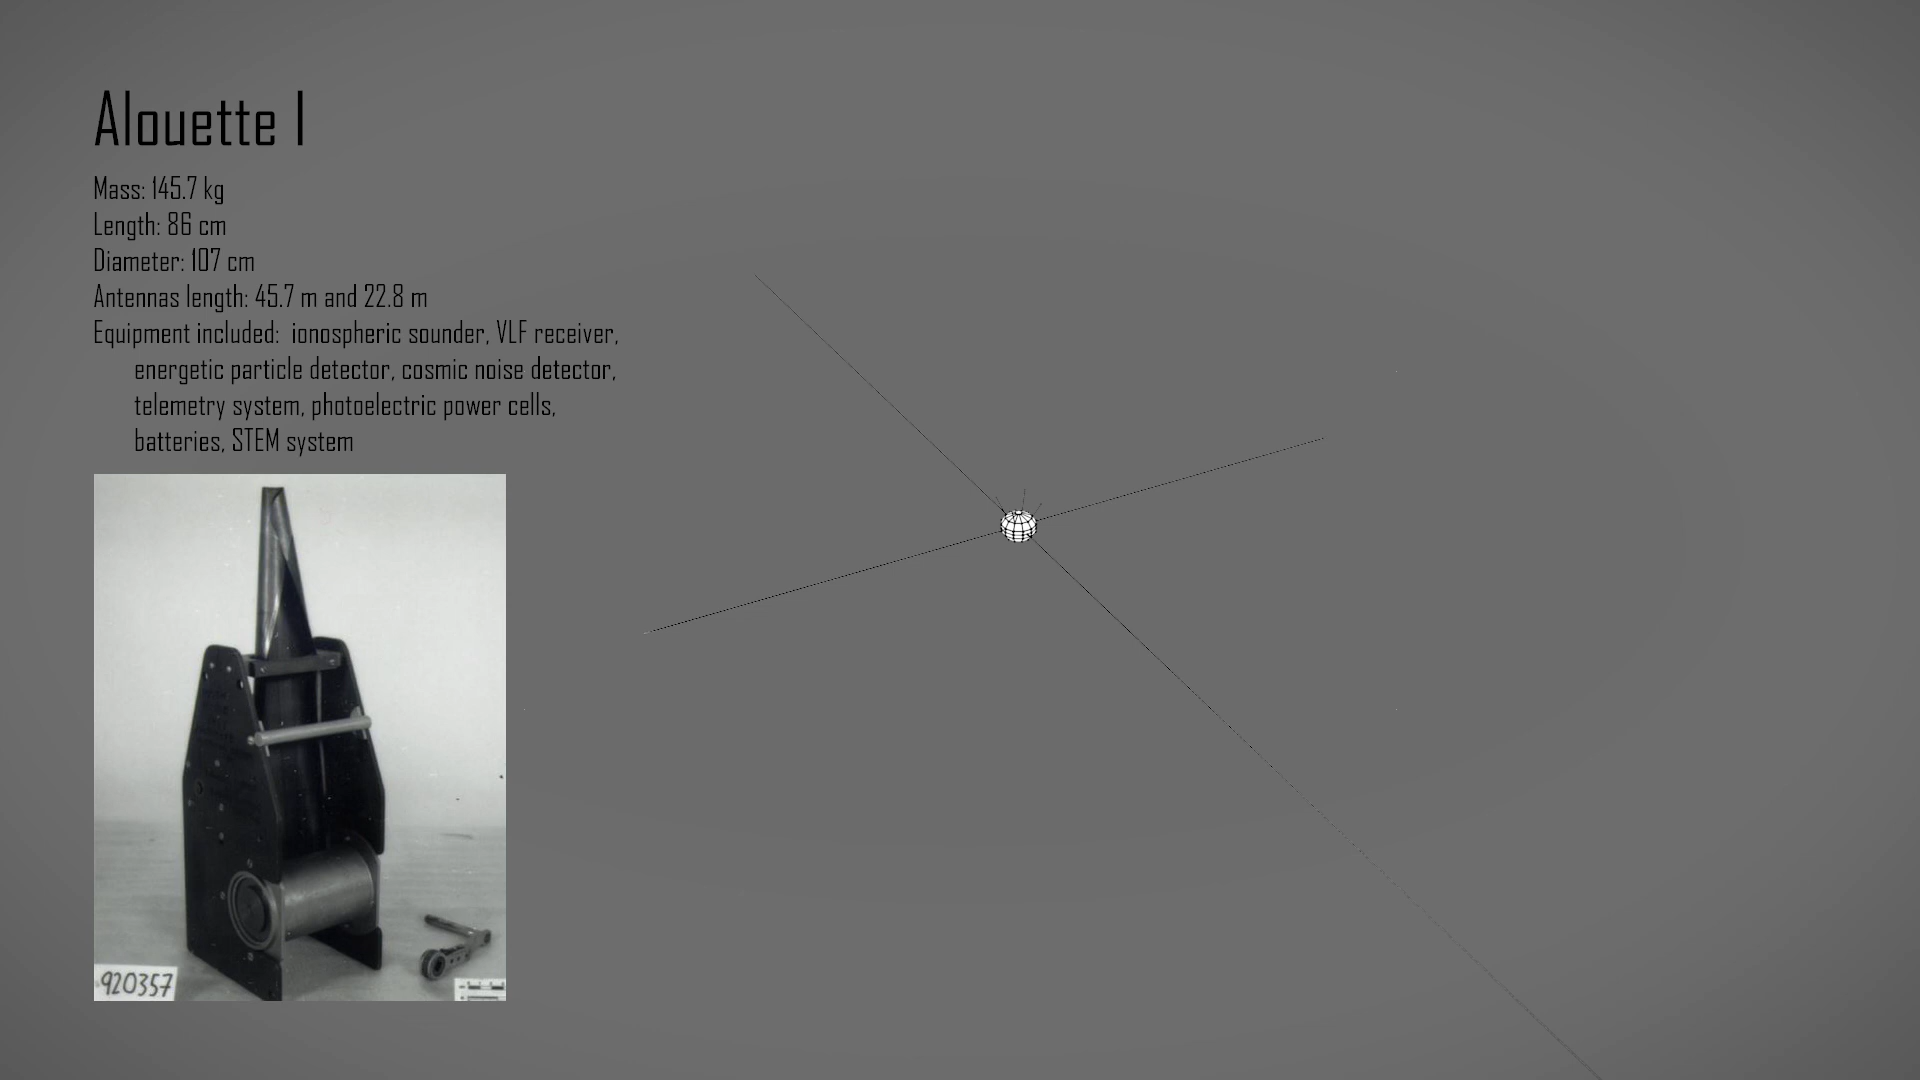 Alouette I
Mass: 145.7 kg
Length: 86 cm
Diameter: 107 cm
Antennas length: 45.7 m and 22.8 m
Equipment included: ionospheric sounder, VLF receiver,
energetic particle detector, cosmic noise detector,
telemetry system, photoelectric power cells,
batteries, STEM system
920357